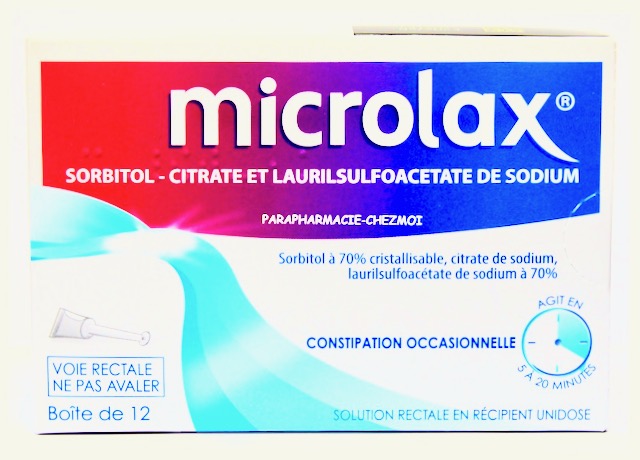 microlax®
SORBITOL - CITRATE ET LAURILSULFOACETATE DE SODIUM
PARAPHARMACIE-CHEZMOI
Sorbitol à 70% cristallisable, citrate de sodium,
laurilsulfoacétate de sodium à 70%
AGIT EN
CONSTIPATION OCCASIONNELLE
5 À 20 MINUTES
VOIE RECTALE
NE PAS AVALER
Boîte de 12
SOLUTION RECTALE EN RÉCIPIENT UNIDOSE